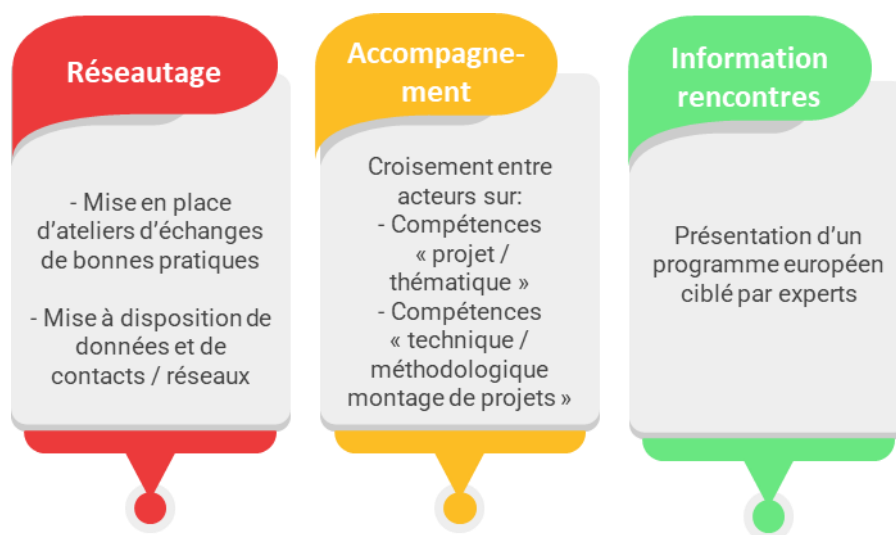 Réseautage
- Mise en place
d’ateliers d’échanges
de bonnes pratiques
- Mise à disposition de
données et de
contacts / réseaux
Accompagne-
ment
Croisement entre
acteurs sur:
- Compétences
« projet /
thématique »
- Compétences
« technique /
méthodologique
montage de projets »
Information
rencontres
Présentation d’un
programme européen
ciblé par experts